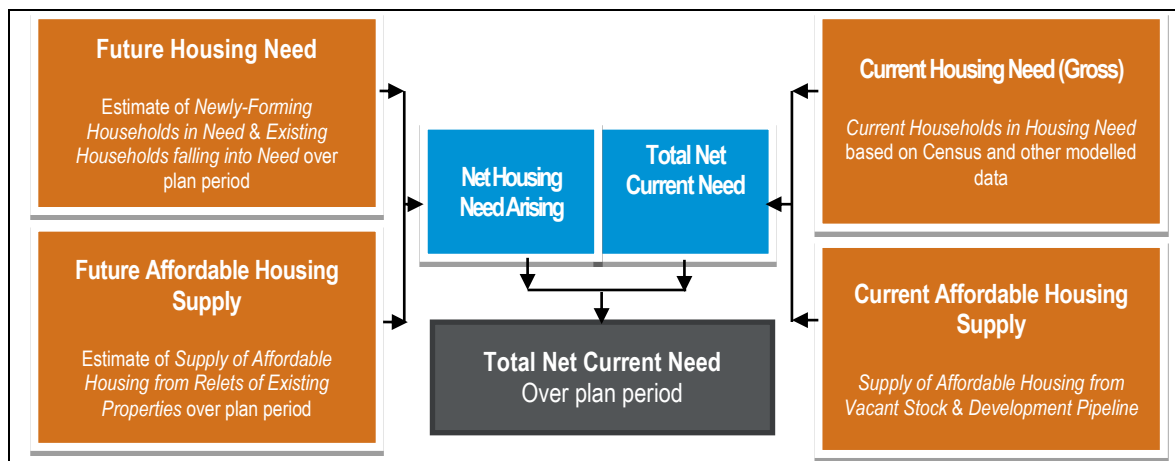 Future Housing Need
Estimate of Newly-Forming
Households in Need & Existing
Households falling into Need over
plan period
Future Affordable Housing
Supply
Estimate of Supply of Affordable
Housing from Relets of Existing
Properties over plan period
Net Housing
Need Arising
Total Net
Current Need
Total Net Current Need
Over plan period
Current Housing Need (Gross)
Current Households in Housing Need
based on Census and other modelled
data
Current Affordable Housing
Supply
Supply of Affordable Housing from
Vacant Stock & Development Pipeline